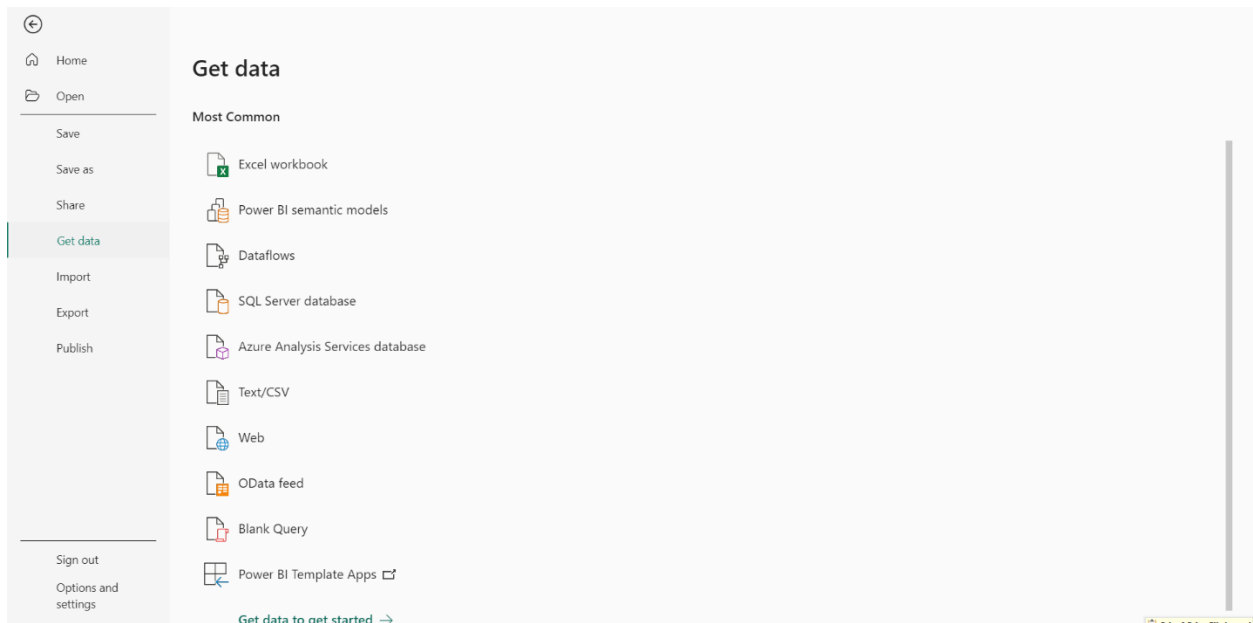 Home
Open
Save
Save as
Share
Get data
Import
Export
Publish
Sign out
Options and
settings
Get data
Most Common
Excel workbook
Power BI semantic models
Dataflows
SQL Server database
Azure Analysis Services database
Text/CSV
Web
OData feed
Blank Query
Power BI Template Apps
Get data to get started →